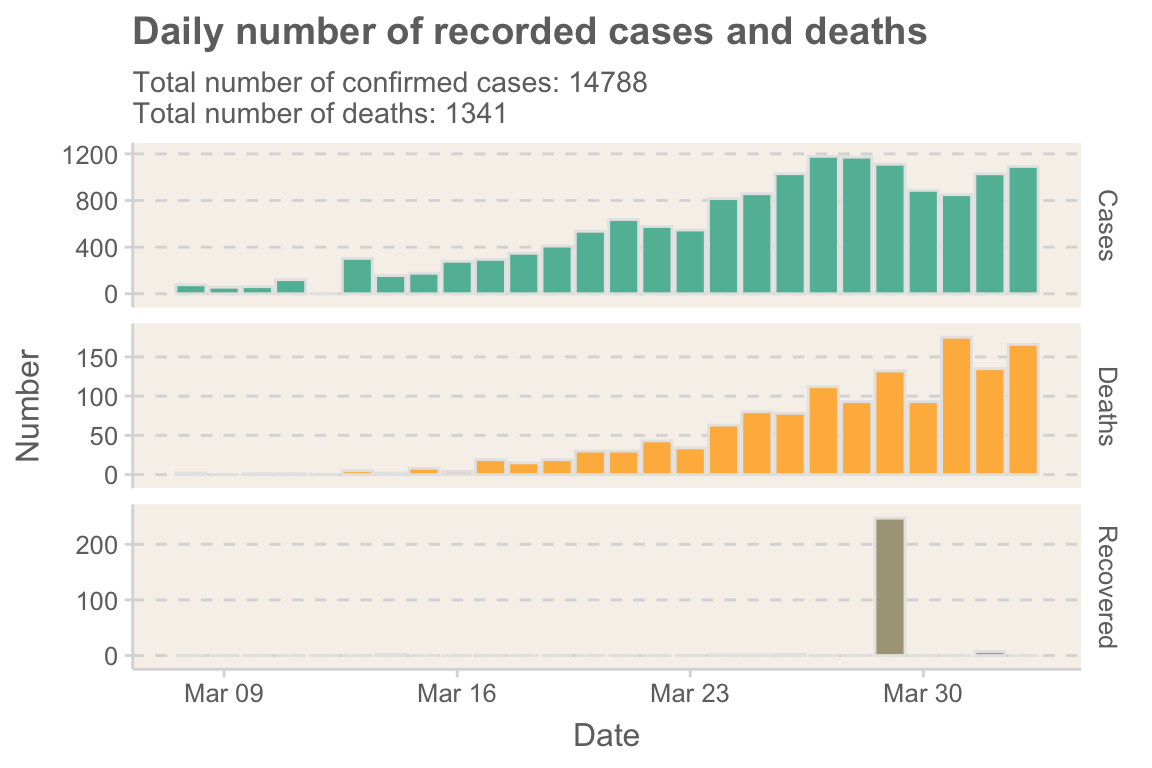 Daily number of recorded cases and deaths
Total number of confirmed cases: 14788
Total number of deaths: 1341
1200
800
400
0
Cases
150
100
50
0
Deaths
Number
200
100
0
Recovered
Mar 09
Mar 16
Mar 23
Mar 30
Date